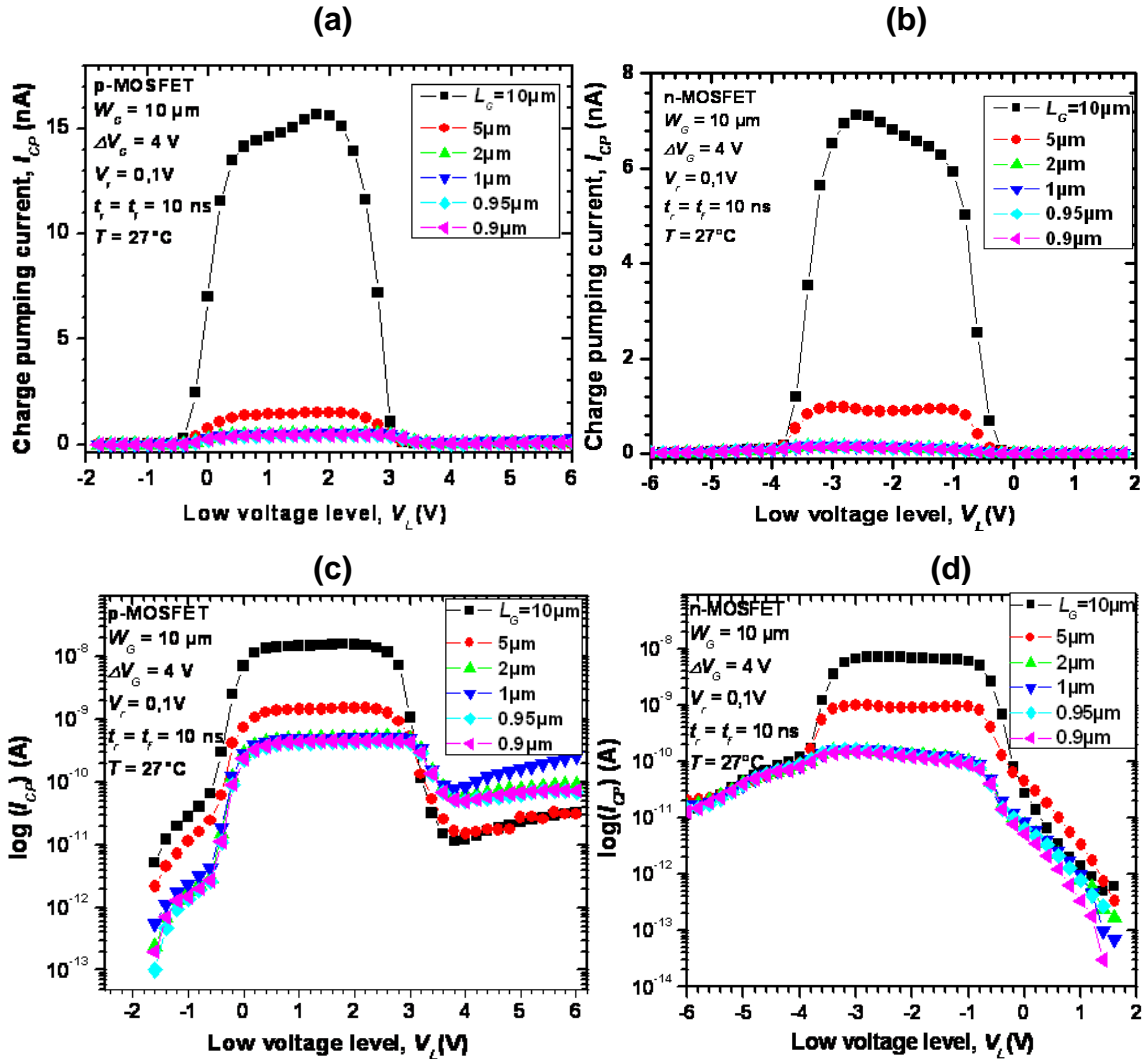 (a)
p-MOSFET
W_G = 10 µm
ΔV_G = 4 V
V_r = 0,1V
t_r = t_f = 10 ns
T = 27°C
L_G=10µm
5µm
2µm
1µm
0.95µm
0.9µm
Charge pumping current, I_CP (nA)
15
10
5
0
-2 -1 0 1 2 3 4 5 6
Low voltage level, V_L(V)
(b)
n-MOSFET
W_G = 10 µm
ΔV_G = 4 V
V_r = 0,1V
t_r = t_f = 10 ns
T = 27°C
L_G=10µm
5µm
2µm
1µm
0.95µm
0.9µm
Charge pumping current, I_CP (nA)
8
6
4
2
0
-6 -5 -4 -3 -2 -1 0 1 2
Low voltage level, V_L(V)
(c)
p-MOSFET
W_G = 10 µm
ΔV_G = 4 V
V_r = 0,1V
t_r = t_f = 10 ns
T = 27°C
L_G=10µm
5µm
2µm
1µm
0.95µm
0.9µm
log (I_CP) (A)
10^-8
10^-9
10^-10
10^-11
10^-12
10^-13
-2 -1 0 1 2 3 4 5 6
Low voltage level, V_L(V)
(d)
n-MOSFET
W_G = 10 µm
ΔV_G = 4 V
V_r = 0,1V
t_r = t_f = 10 ns
T = 27°C
L_G=10µm
5µm
2µm
1µm
0.95µm
0.9µm
log(I_CP) (A)
10^-8
10^-9
10^-10
10^-11
10^-12
10^-13
10^-14
-6 -5 -4 -3 -2 -1 0 1 2
Low voltage level, V_L(V)